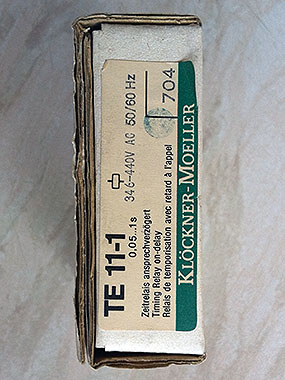 TE 11-1
0,05..1s
346-440V AC 50/60 Hz
Zeitrelais ansprechverzögert
Timing Relay on-delay
Relais de temporisation avec retard à l'appel
704
KLÖCKNER-MOELLER